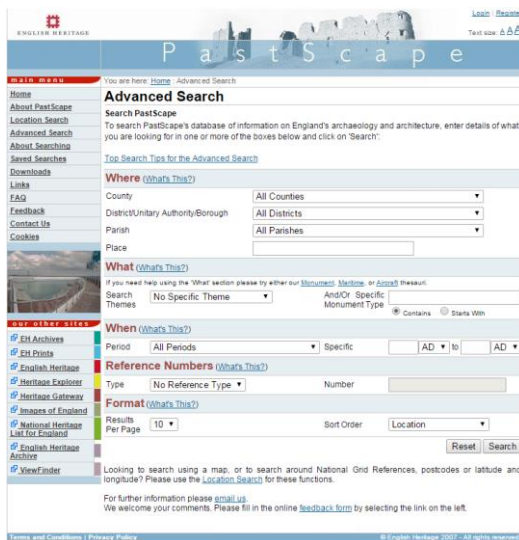 Login | Registe
Text size: A A A
ENGLISH HERITAGE
PastScape
main menu
Home
About PastScape
Location Search
Advanced Search
About Searching
Saved Searches
Downloads
Links
FAQ
Feedback
Contact Us
Cookies
our other sites
EH Archives
EH Prints
English Heritage
Heritage Explorer
Heritage Gateway
Images of England
National Heritage
List for England
English Heritage
Archive
ViewFinder
You are here: Home : Advanced Search
Advanced Search
Search PastScape
To search PastScape's database of information on England's archaeology and architecture, enter details of what
you are looking for in one or more of the boxes below and click on 'Search'.
Top Search Tips for the Advanced Search
Where (What's This?)
County All Counties
District/Unitary Authority/Borough All Districts
Parish All Parishes
Place
What (What's This?)
If you need help using the 'What' section please try either our Monument, Maritime, or Aircraft thesauri.
Search
Themes No Specific Theme And/Or Specific
Monument Type
Contains Starts With
When (What's This?)
Period All Periods Specific AD to AD
Reference Numbers (What's This?)
Type No Reference Type Number
Format (What's This?)
Results
Per Page 10 Sort Order Location
Reset Search
Looking to search using a map, or to search around National Grid References, postcodes or latitude and
longitude? Please use the Location Search for these functions.
For further information please email us.
We welcome your comments. Please fill in the online feedback form by selecting the link on the left.
Terms and Conditions | Privacy Policy © English Heritage 2007 - All rights reserved